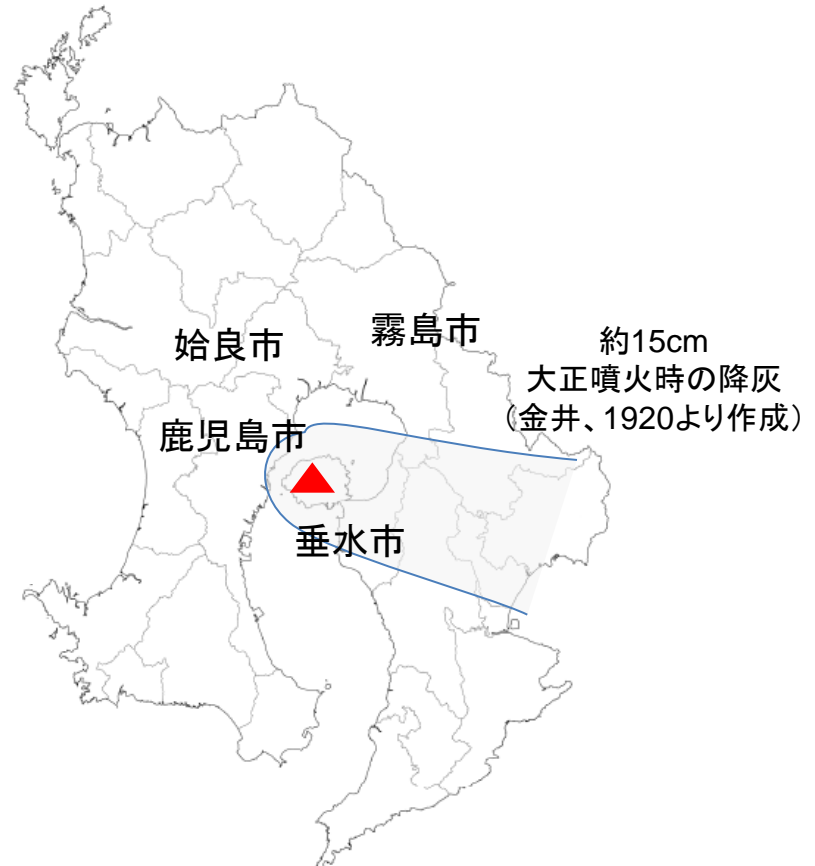 霧島市
姶良市
約15cm
大正噴火時の降灰
（金井、1920より作成）
鹿児島市
垂水市